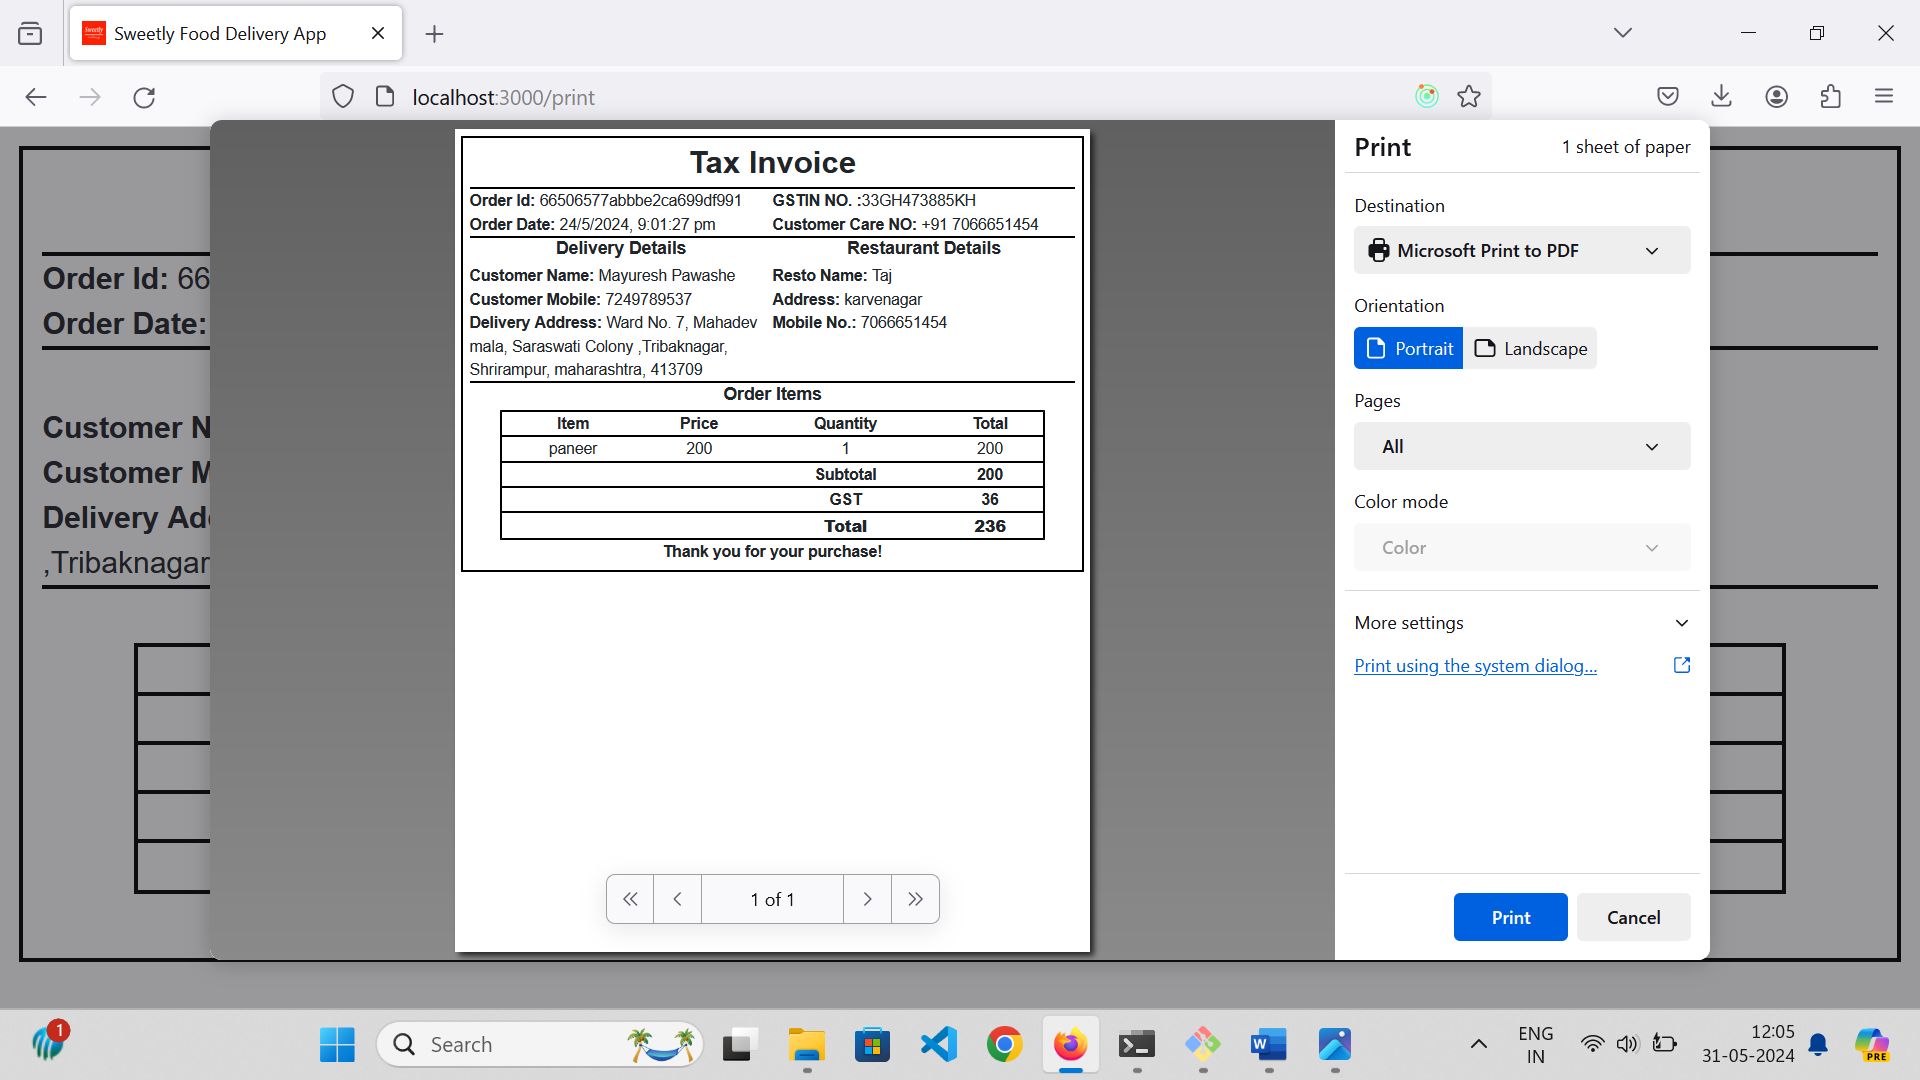 Sweetly Food Delivery App
localhost:3000/print
Order Id: 66
Order Date:
Customer N
Customer M
Delivery Ad
,Tribaknagar
Tax Invoice
Order Id: 66506577abbbe2ca699df991 GSTIN NO. :33GH473885KH
Order Date: 24/5/2024, 9:01:27 pm Customer Care NO: +91 7066651454
Delivery Details Restaurant Details
Customer Name: Mayuresh Pawashe Resto Name: Taj
Customer Mobile: 7249789537 Address: karvenagar
Delivery Address: Ward No. 7, Mahadev Mobile No.: 7066651454
mala, Saraswati Colony ,Tribaknagar,
Shrirampur, maharashtra, 413709
Order Items
Item Price Quantity Total
paneer 200 1 200
Subtotal 200
GST 36
Total 236
Thank you for your purchase!
1 of 1
Print 1 sheet of paper
Destination
Microsoft Print to PDF
Orientation
Portrait Landscape
Pages
All
Color mode
Color
More settings
Print using the system dialog...
Print Cancel
1
Search
ENG
IN
12:05
31-05-2024
PRE